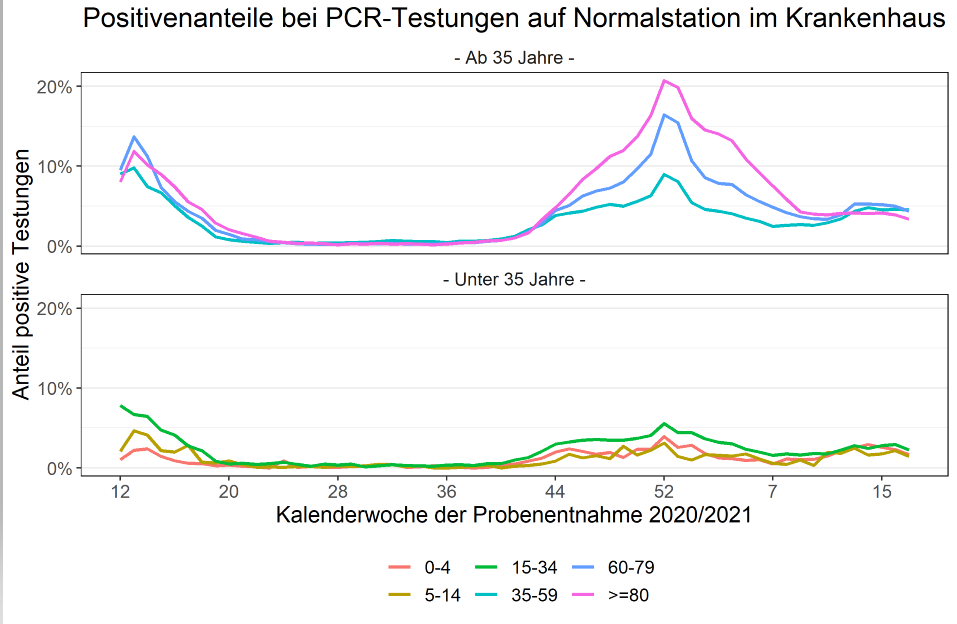 Positivenanteile bei PCR-Testungen auf Normalstation im Krankenhaus
- Ab 35 Jahre -
20%
10%
0%
- Unter 35 Jahre -
20%
10%
0%
Anteil positive Testungen
12 20 28 36 44 52 7 15
Kalenderwoche der Probenentnahme 2020/2021
0-4 15-34 60-79
5-14 35-59 >=80